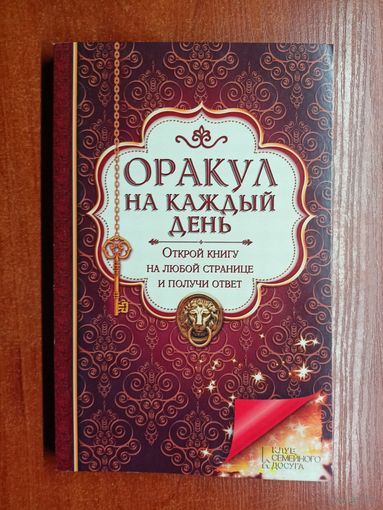 ОРАКУЛ
НА КАЖДЫЙ
ДЕНЬ
ОТКРОЙ КНИГУ
НА ЛЮБОЙ СТРАНИЦЕ
И ПОЛУЧИ ОТВЕТ
КЛУБ
СЕМЕЙНОГО
ДОСУГА